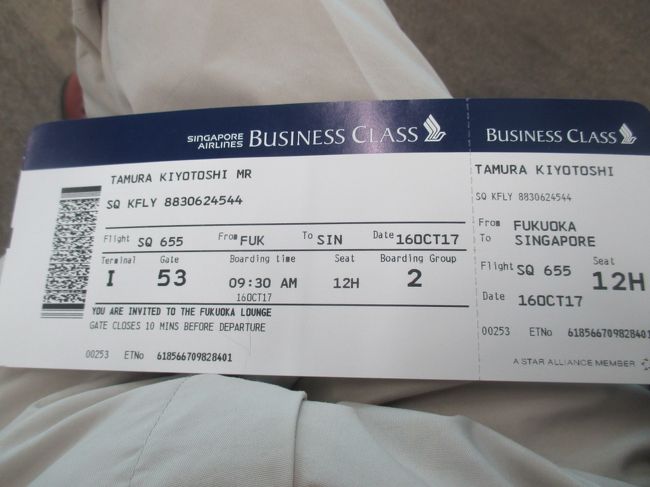 SINGAPORE AIRLINES BUSINESS CLASS
TAMURA KIYOTOSHI MR
SQ KFLY 8830624544
Flight SQ 655 From FUK To SIN Date 16OCT17
Terminal Gate Boarding time Seat Boarding Group
I 53 09:30 AM 12H 2
16OCT17
YOU ARE INVITED TO THE FUKUOKA LOUNGE
GATE CLOSES 10 MINS BEFORE DEPARTURE
00253 ETNo 618566709828401
BUSINESS CLASS
TAMURA KIYOTOSHI
SQ KFLY 8830624544
From FUKUOKA
To SINGAPORE
Flight SQ 655 Seat 12H
Date 16OCT17
00253 ETNo 618566709828401
A STAR ALLIANCE MEMBER